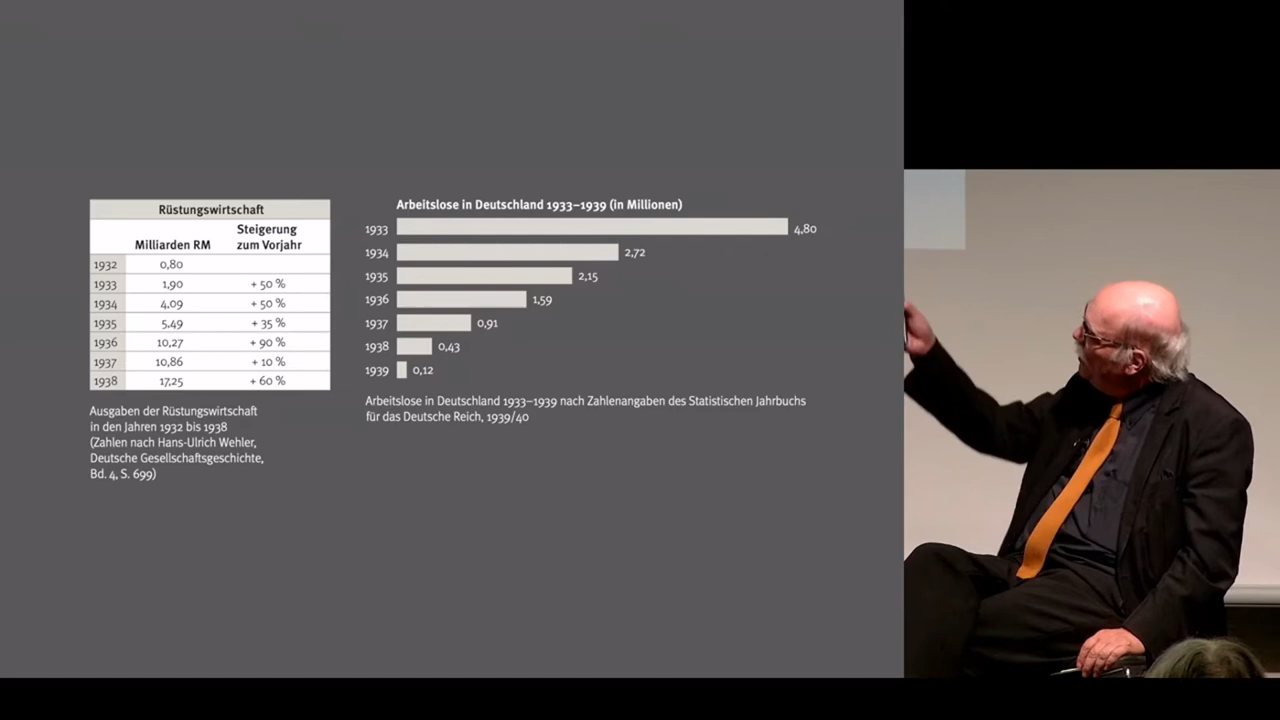 Rüstungswirtschaft
Milliarden RM Steigerung zum Vorjahr
1932 0,80
1933 1,90 + 50 %
1934 4,09 + 50 %
1935 5,49 + 35 %
1936 10,27 + 90 %
1937 10,86 + 10 %
1938 17,25 + 60 %
Ausgaben der Rüstungswirtschaft
in den Jahren 1932 bis 1938
(Zahlen nach Hans-Ulrich Wehler,
Deutsche Gesellschaftsgeschichte,
Bd. 4, S. 699)
Arbeitslose in Deutschland 1933–1939 (in Millionen)
1933 4,80
1934 2,72
1935 2,15
1936 1,59
1937 0,91
1938 0,43
1939 0,12
Arbeitslose in Deutschland 1933–1939 nach Zahlenangaben des Statistischen Jahrbuchs
für das Deutsche Reich, 1939/40